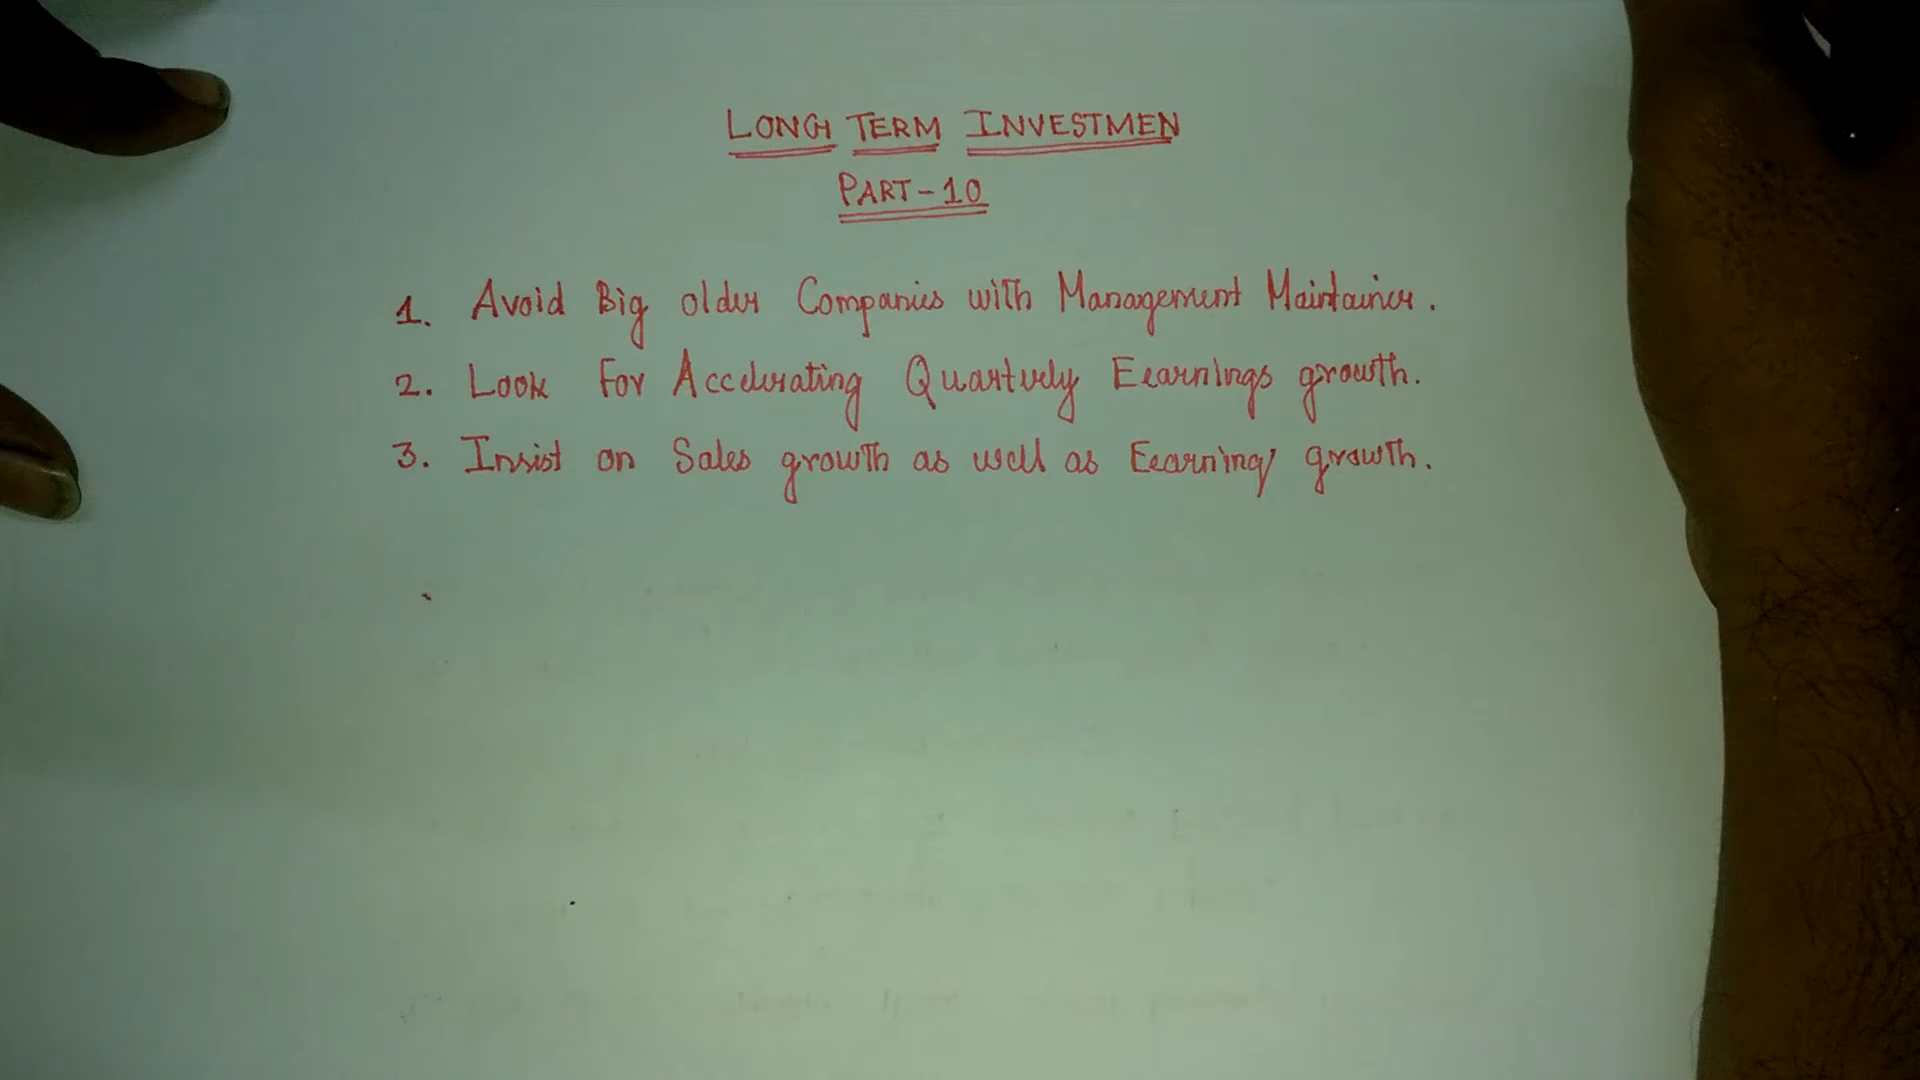 LONG TERM INVESTMEN
PART-10
1. Avoid Big older Companies with Management Maintainer.
2. Look For Accelerating Quarterly Eearnings growth.
3. Insist on Sales growth as well as Eearning growth.